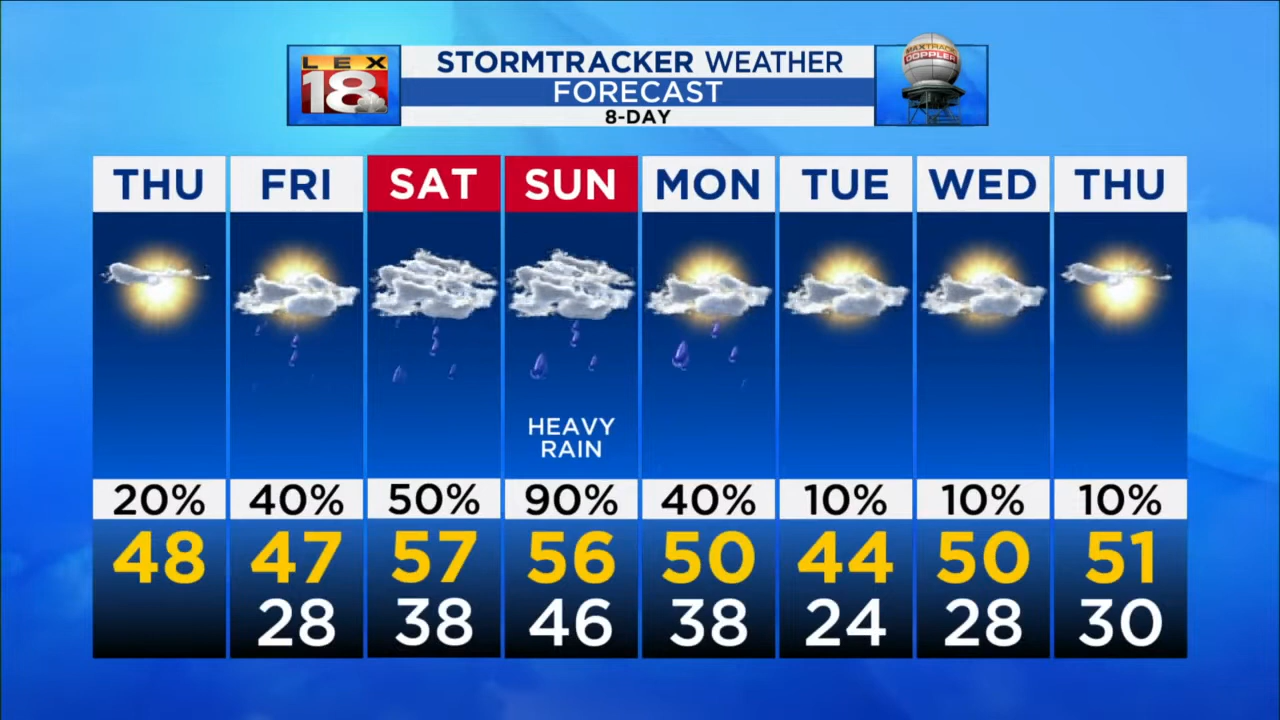 LEX
18
STORMTRACKER WEATHER
FORECAST
8-DAY
MAXTRACK
DOPPLER
THU FRI SAT SUN MON TUE WED THU
HEAVY
RAIN
20% 40% 50% 90% 40% 10% 10% 10%
48 47 57 56 50 44 50 51
28 38 46 38 24 28 30